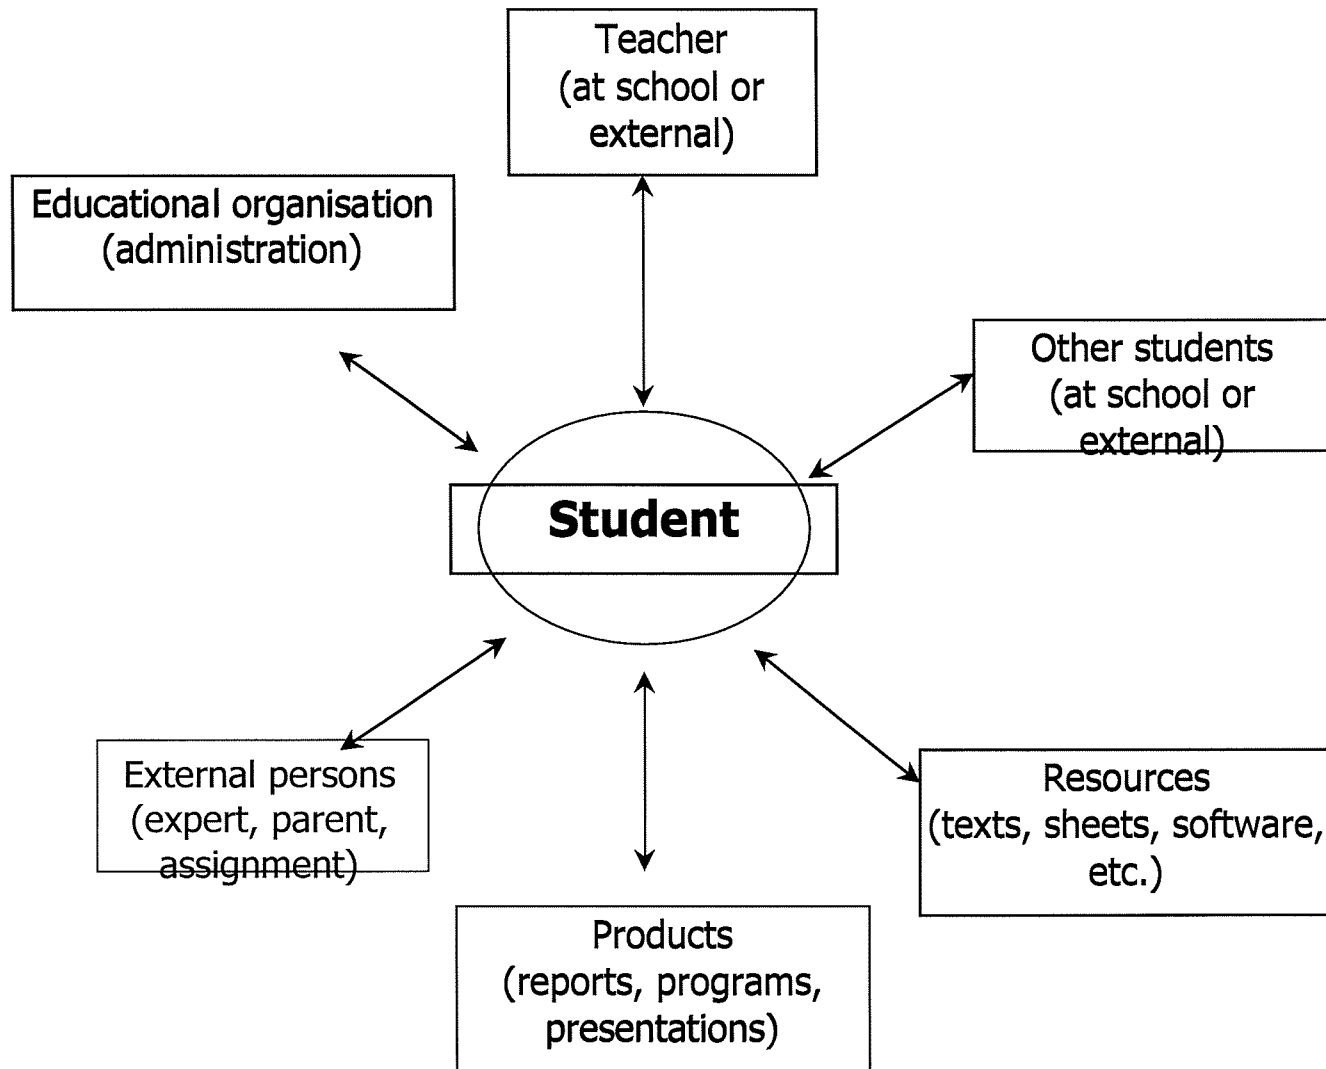 Teacher
(at school or
external)
Educational organisation
(administration)
Other students
(at school or
external)
Student
External persons
(expert, parent,
assignment)
Resources
(texts, sheets, software,
etc.)
Products
(reports, programs,
presentations)